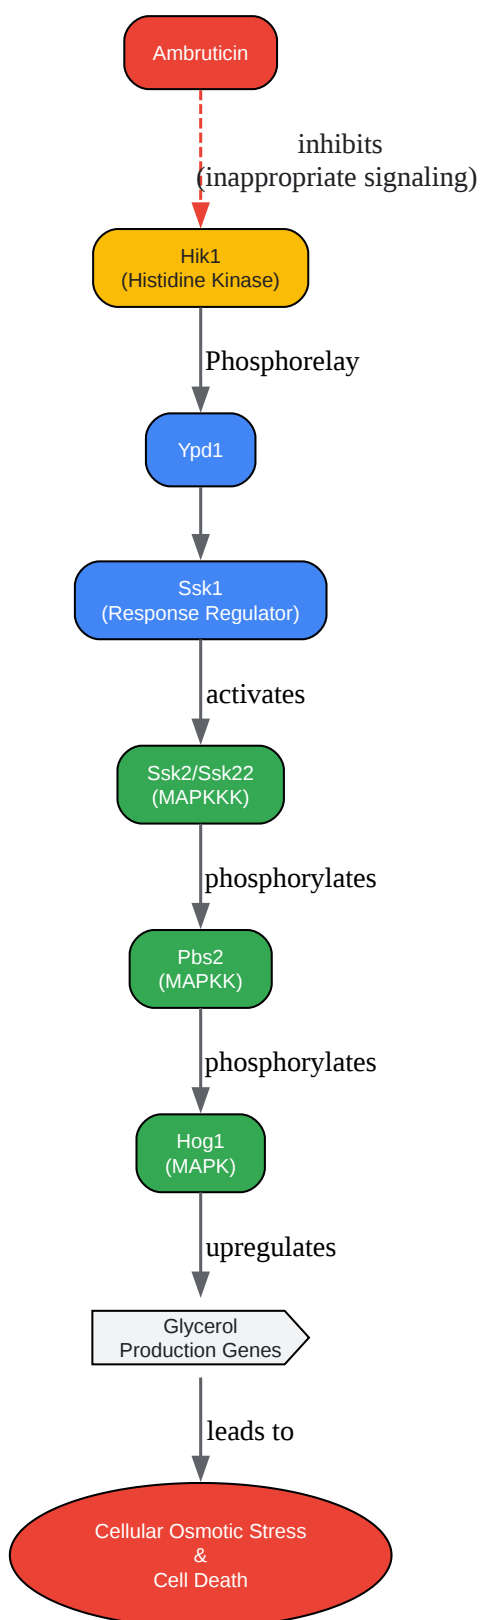 Ambruticin
inhibits
(inappropriate signaling)
Hik1
(Histidine Kinase)
Phosphorelay
Ypd1
Ssk1
(Response Regulator)
activates
Ssk2/Ssk22
(MAPKKK)
phosphorylates
Pbs2
(MAPKK)
phosphorylates
Hog1
(MAPK)
upregulates
Glycerol
Production Genes
leads to
Cellular Osmotic Stress
&
Cell Death